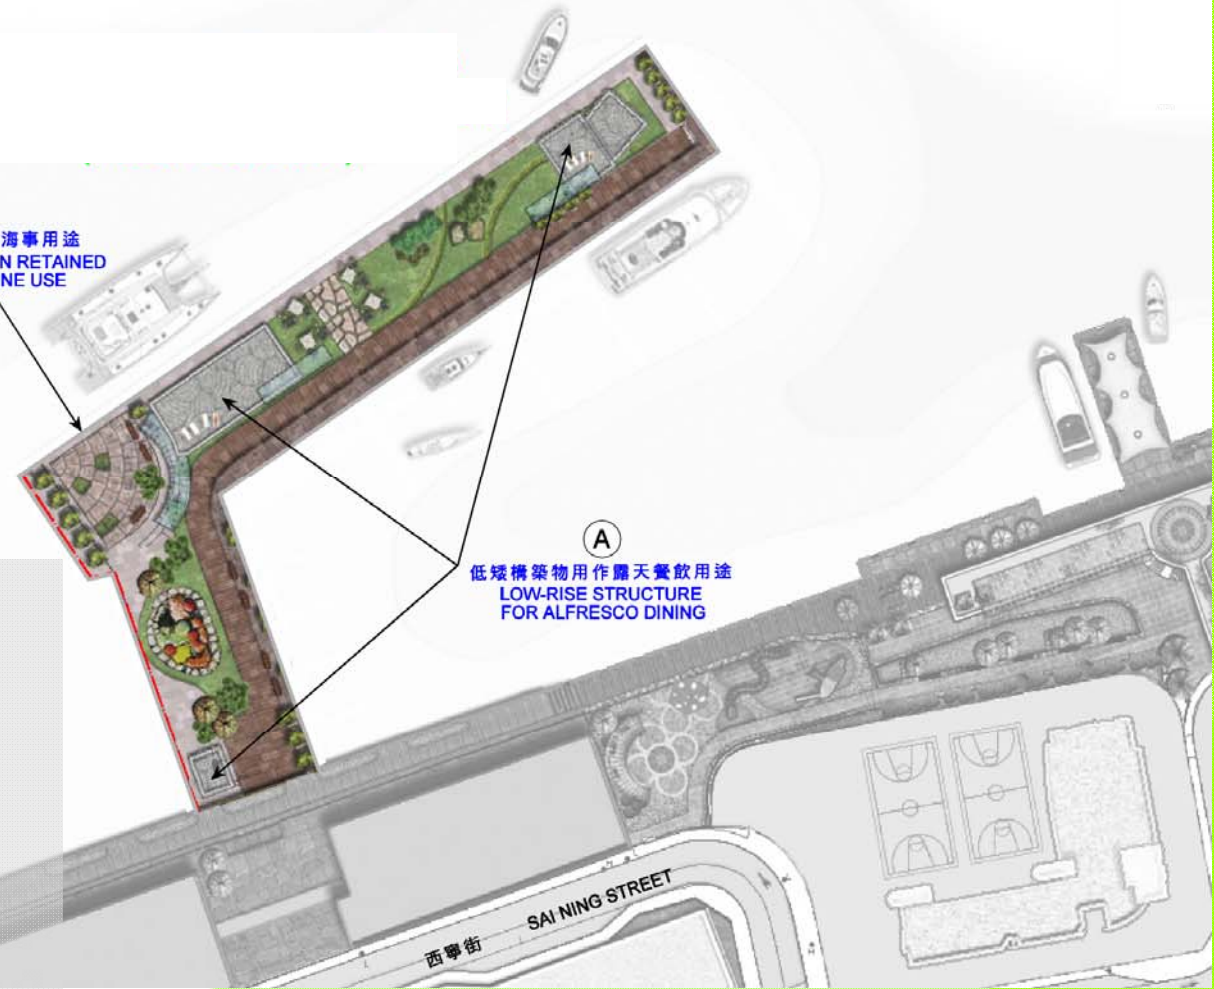 海事用途
N RETAINED
NE USE
A
低矮構築物用作露天餐飲用途
LOW-RISE STRUCTURE
FOR ALFRESCO DINING
西寧街 SAI NING STREET